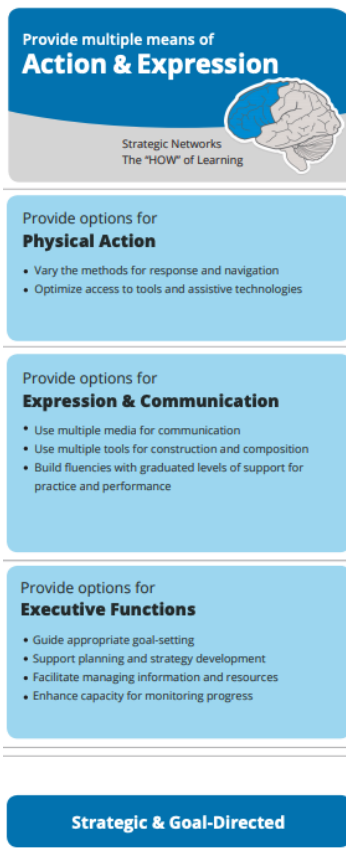 Provide multiple means of
Action & Expression
Strategic Networks
The “HOW” of Learning
Provide options for
Physical Action
• Vary the methods for response and navigation
• Optimize access to tools and assistive technologies
Provide options for
Expression & Communication
• Use multiple media for communication
• Use multiple tools for construction and composition
• Build fluencies with graduated levels of support for
practice and performance
Provide options for
Executive Functions
• Guide appropriate goal-setting
• Support planning and strategy development
• Facilitate managing information and resources
• Enhance capacity for monitoring progress
Strategic & Goal-Directed